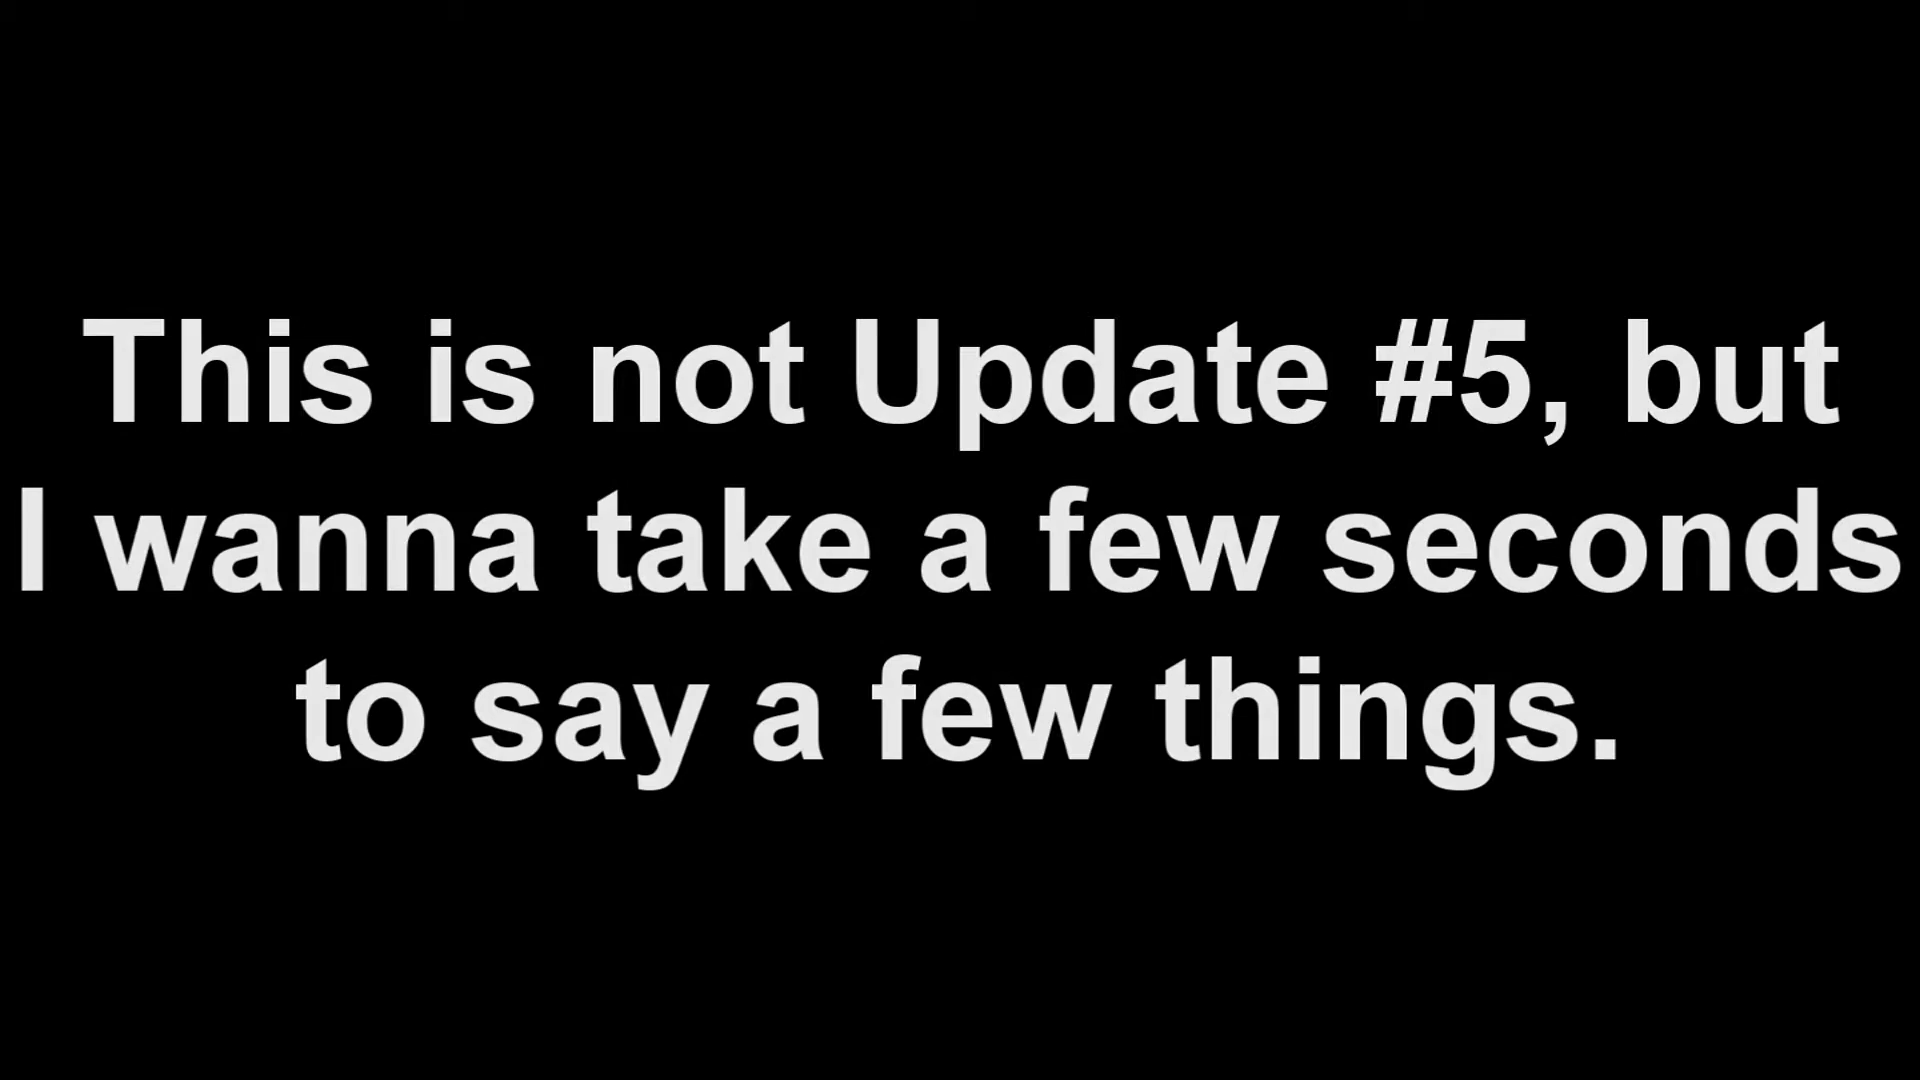 This is not Update #5, but
I wanna take a few seconds
to say a few things.